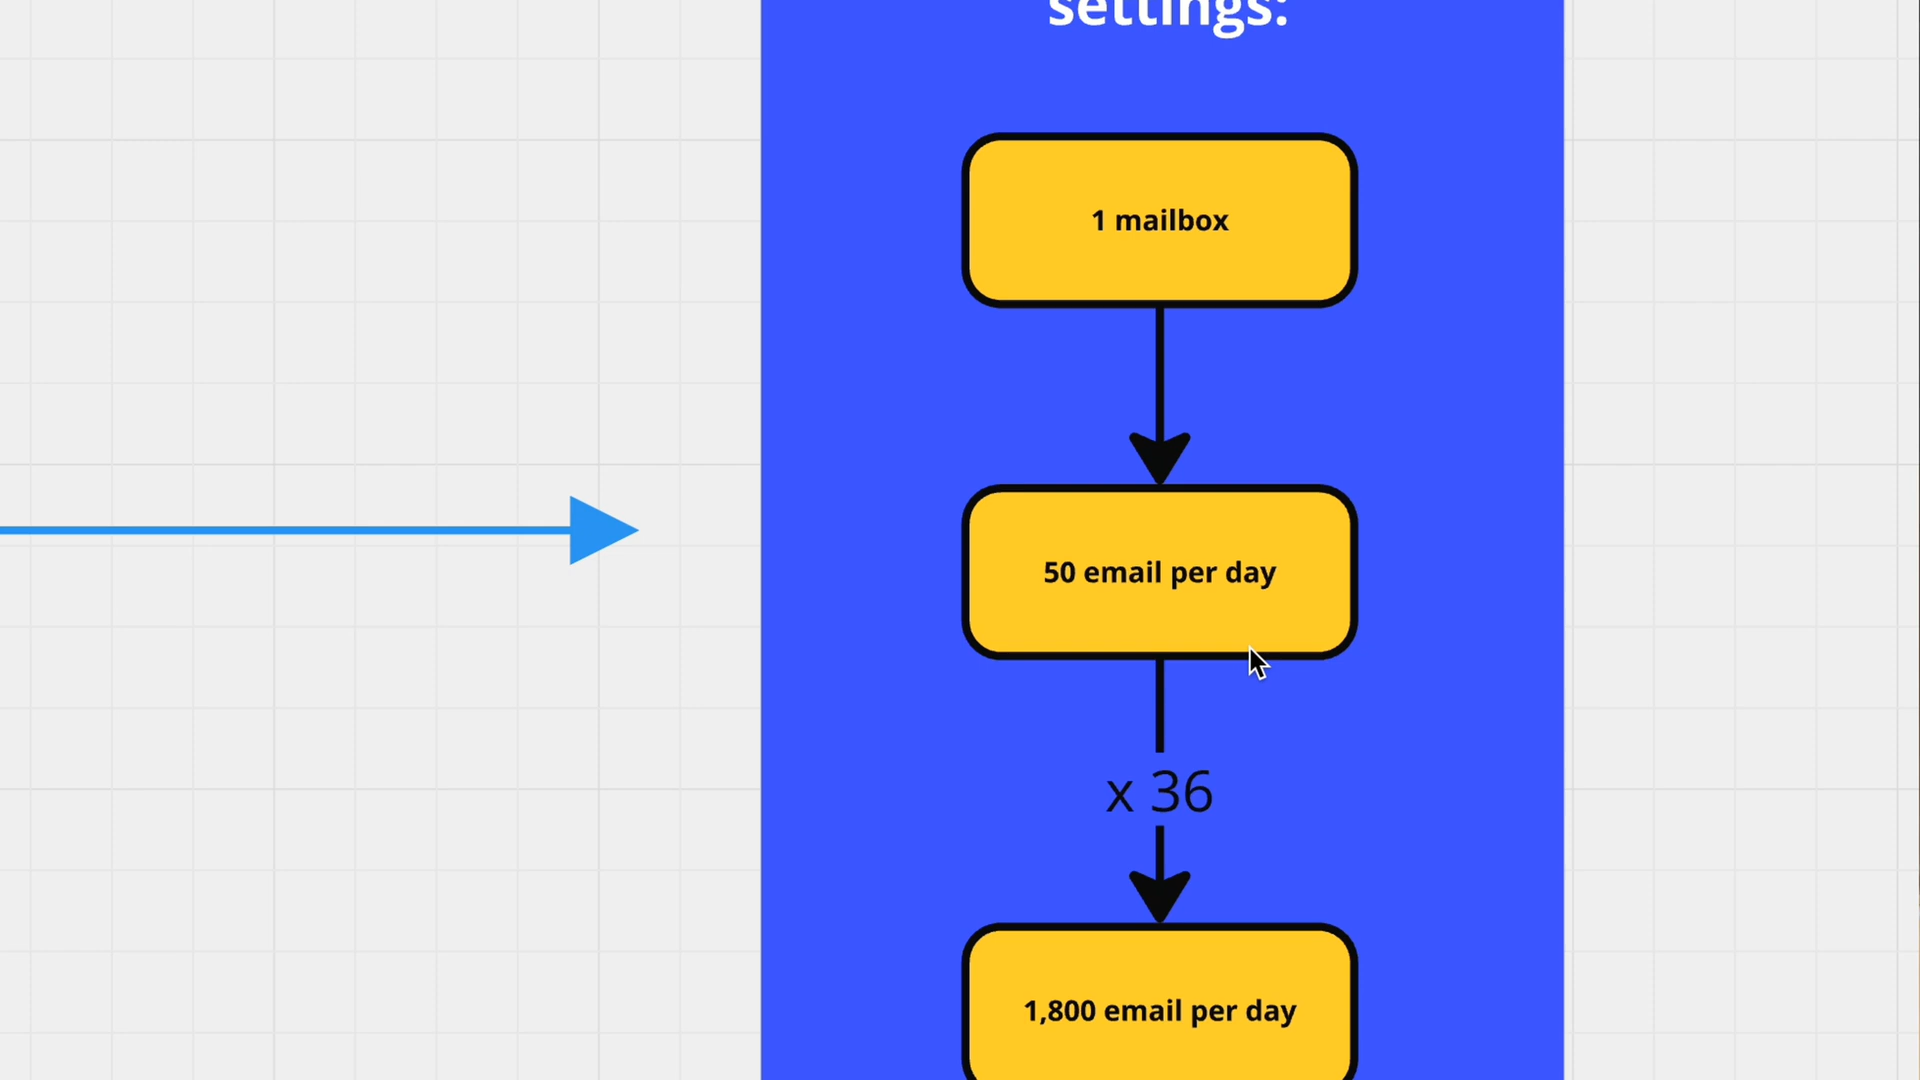 settings:
1 mailbox
50 email per day
x 36
1,800 email per day